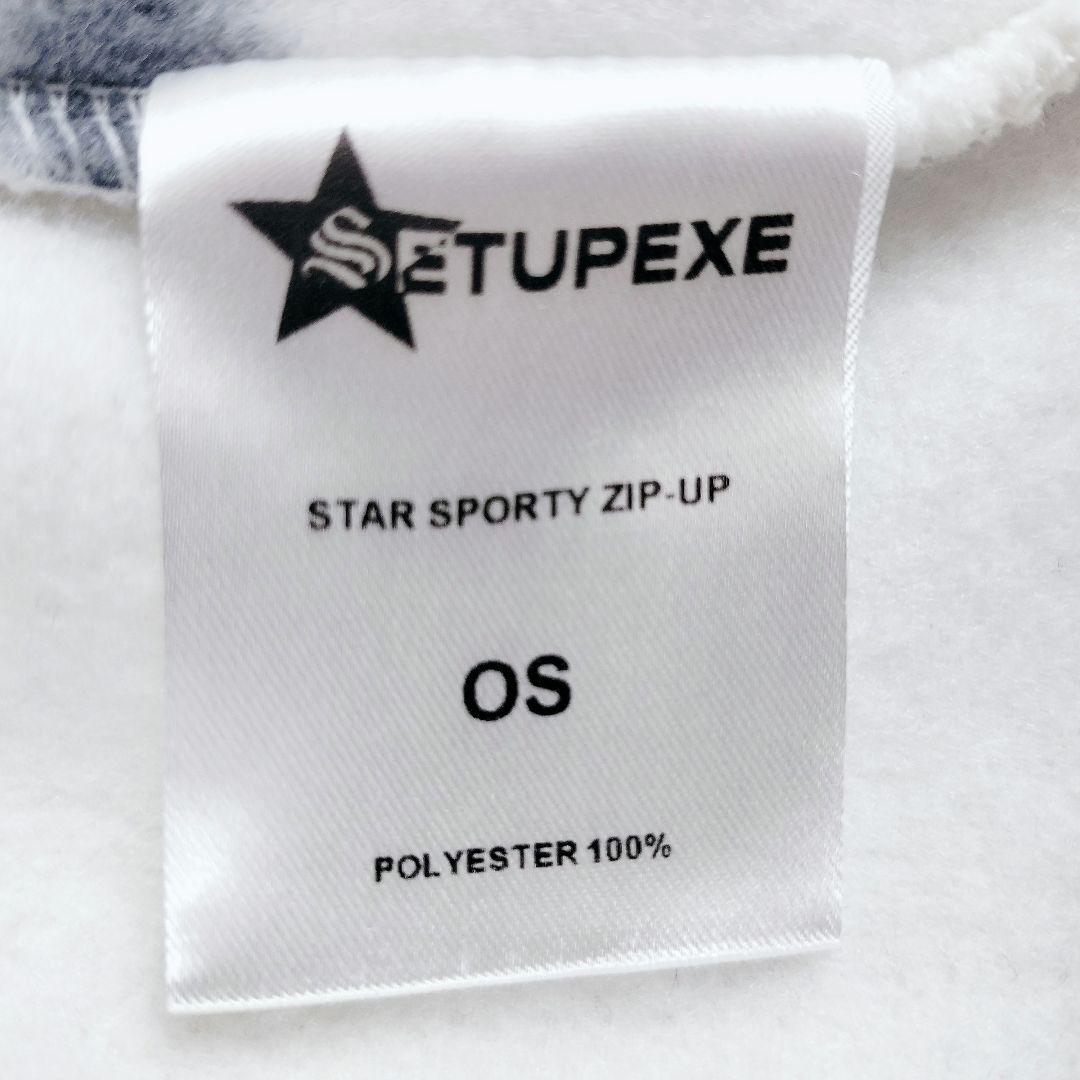 SETUPEXE
STAR SPORTY ZIP-UP
OS
POLYESTER 100%